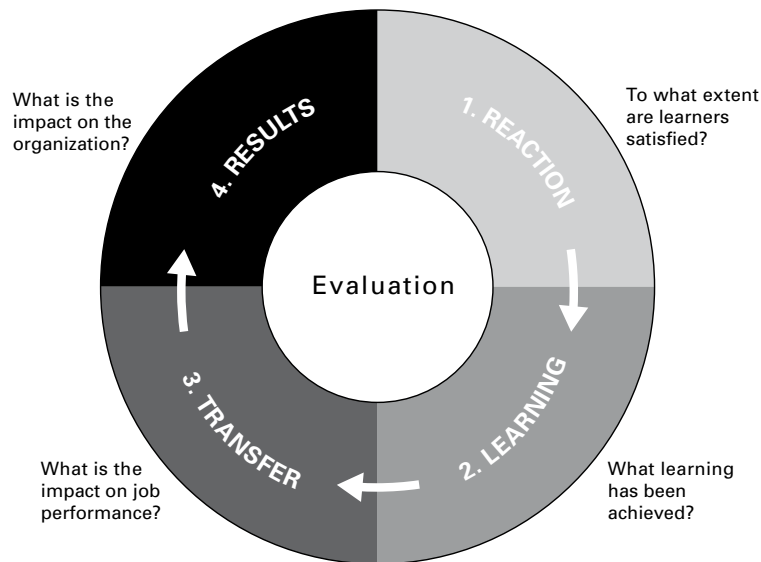 What is the
impact on the
organization?
4. RESULTS
1. REACTION
To what extent
are learners
satisfied?
Evaluation
3. TRANSFER
2. LEARNING
What is the
impact on job
performance?
What learning
has been
achieved?